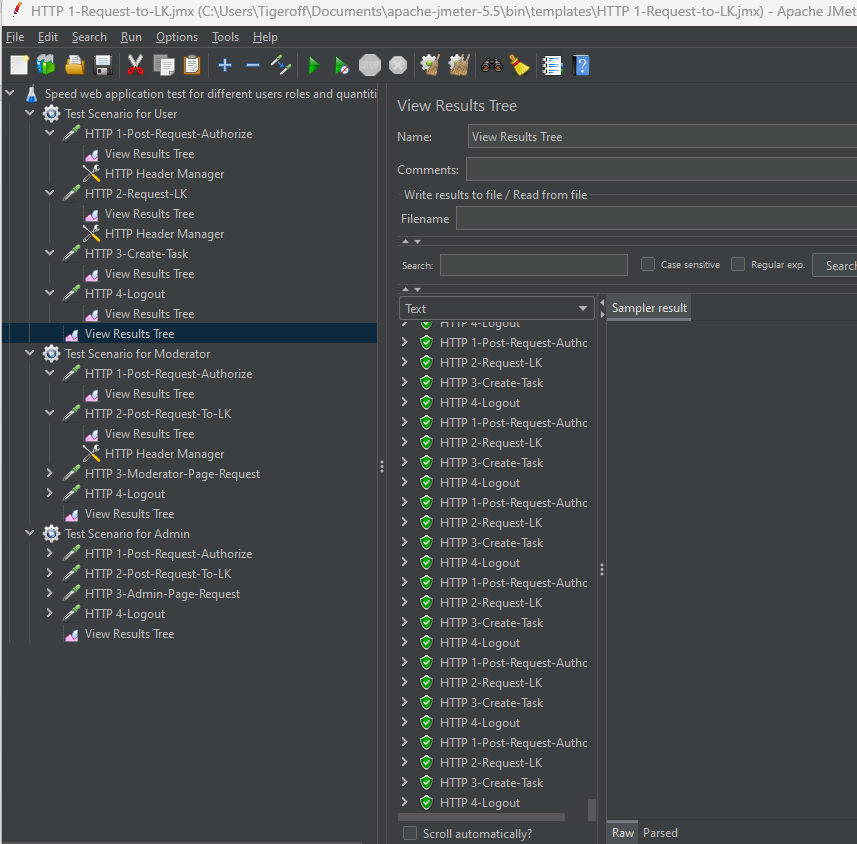 HTTP 1-Request-to-LK.jmx (C:\Users\Tigeroff\Documents\apache-jmeter-5.5\bin\templates\HTTP 1-Request-to-LK.jmx) - Apache JMet
File Edit Search Run Options Tools Help
STOP
Speed web application test for different users roles and quantiti
Test Scenario for User
HTTP 1-Post-Request-Authorize
View Results Tree
HTTP Header Manager
HTTP 2-Request-LK
View Results Tree
HTTP Header Manager
HTTP 3-Create-Task
View Results Tree
HTTP 4-Logout
View Results Tree
View Results Tree
Test Scenario for Moderator
HTTP 1-Post-Request-Authorize
View Results Tree
HTTP 2-Post-Request-To-LK
View Results Tree
HTTP Header Manager
HTTP 3-Moderator-Page-Request
HTTP 4-Logout
View Results Tree
Test Scenario for Admin
HTTP 1-Post-Request-Authorize
HTTP 2-Post-Request-To-LK
HTTP 3-Admin-Page-Request
HTTP 4-Logout
View Results Tree
View Results Tree
Name: View Results Tree
Comments:
Write results to file / Read from file
Filename
Search: Case sensitive Regular exp. Search
Text
Sampler result
HTTP 4-Logout
HTTP 1-Post-Request-Autho
HTTP 2-Request-LK
HTTP 3-Create-Task
HTTP 4-Logout
HTTP 1-Post-Request-Autho
HTTP 2-Request-LK
HTTP 3-Create-Task
HTTP 4-Logout
HTTP 1-Post-Request-Autho
HTTP 2-Request-LK
HTTP 3-Create-Task
HTTP 4-Logout
HTTP 1-Post-Request-Autho
HTTP 2-Request-LK
HTTP 3-Create-Task
HTTP 4-Logout
HTTP 1-Post-Request-Autho
HTTP 2-Request-LK
HTTP 3-Create-Task
HTTP 4-Logout
HTTP 1-Post-Request-Autho
HTTP 2-Request-LK
HTTP 3-Create-Task
HTTP 4-Logout
Scroll automatically?
Raw Parsed